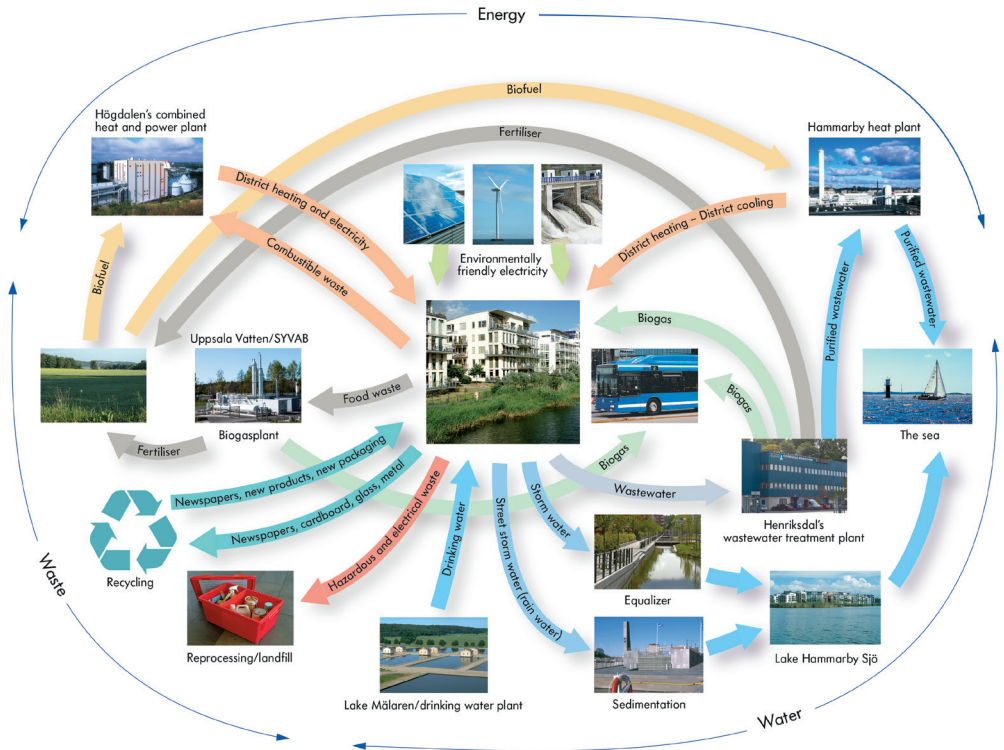 Energy
Biofuel
Högdalen's combined
heat and power plant
Fertiliser
Hammarby heat plant
District heating and electricity
District heating – District cooling
Combustible waste
Environmentally
friendly electricity
Biofuel
Purified wastewater
Purified wastewater
Uppsala Vatten/SYVAB
Biogas
Food waste
Biogas
Biogasplant
The sea
Fertiliser
Biogas
Newspapers, new products, new packaging
Wastewater
Newspapers, cardboard, glass, metal
Storm water
Henriksdal's
wastewater treatment plant
Hazardous and electrical waste
Drinking water
Street storm water (rain water)
Recycling
Waste
Equalizer
Reprocessing/landfill
Lake Hammarby Sjö
Lake Mälaren/drinking water plant
Sedimentation
Water